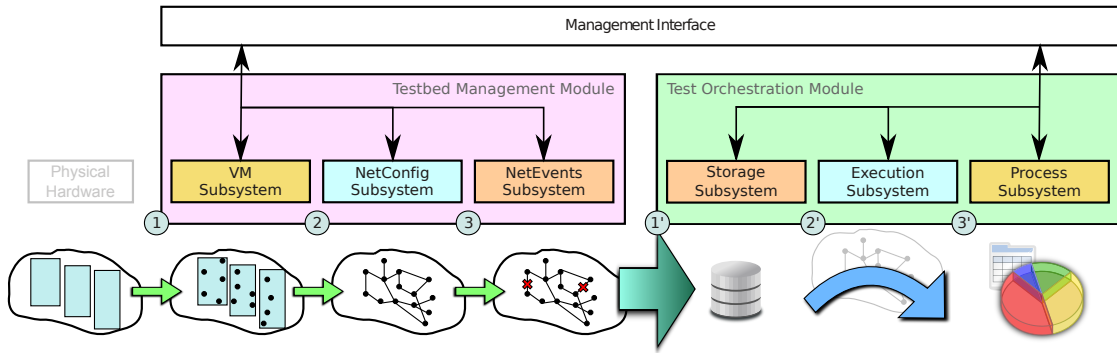 Management Interface
Testbed Management Module
Test Orchestration Module
Physical
Hardware
VM
Subsystem
NetConfig
Subsystem
NetEvents
Subsystem
Storage
Subsystem
Execution
Subsystem
Process
Subsystem
1
2
3
1'
2'
3'